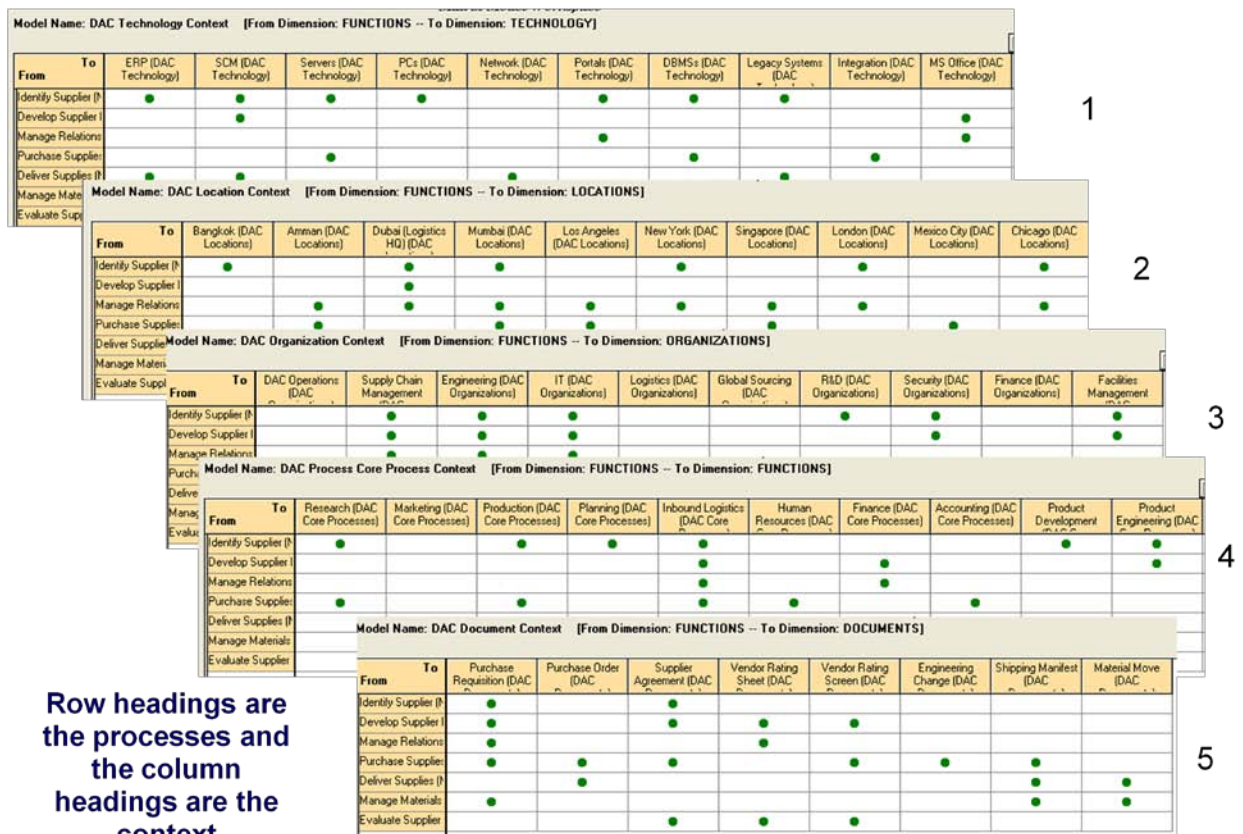 Model Name: DAC Technology Context [From Dimension: FUNCTIONS -- To Dimension: TECHNOLOGY]
To
From
ERP (DAC Technology)
SCM (DAC Technology)
Servers (DAC Technology)
PCs (DAC Technology)
Network (DAC Technology)
Portals (DAC Technology)
DBMSs (DAC Technology)
Legacy Systems (DAC
Integration (DAC Technology)
MS Office (DAC Technology)
Identify Supplier (
Develop Supplier
Manage Relations
Purchase Supplie
Deliver Supplies (
Manage Mate
Evaluate Sup
1
Model Name: DAC Location Context [From Dimension: FUNCTIONS -- To Dimension: LOCATIONS]
To
From
Bangkok (DAC Locations)
Amman (DAC Locations)
Dubai (Logistics HQ) (DAC
Mumbai (DAC Locations)
Los Angeles (DAC Locations)
New York (DAC Locations)
Singapore (DAC Locations)
London (DAC Locations)
Mexico City (DAC Locations)
Chicago (DAC Locations)
Identify Supplier (
Develop Supplier
Manage Relations
Purchase Supplie
Deliver Supplie
Manage Materi
Evaluate Suppl
2
Model Name: DAC Organization Context [From Dimension: FUNCTIONS -- To Dimension: ORGANIZATIONS]
To
From
DAC Operations (DAC
Supply Chain Management
Engineering (DAC Organizations)
IT (DAC Organizations)
Logistics (DAC Organizations)
Global Sourcing (DAC
R&D (DAC Organizations)
Security (DAC Organizations)
Finance (DAC Organizations)
Facilities Management
Identify Supplier (
Develop Supplier
Manage Relations
Purch
Delive
Manag
Evalua
3
Model Name: DAC Process Core Process Context [From Dimension: FUNCTIONS -- To Dimension: FUNCTIONS]
To
From
Research (DAC Core Processes)
Marketing (DAC Core Processes)
Production (DAC Core Processes)
Planning (DAC Core Processes)
Inbound Logistics (DAC Core
Human Resources (DAC
Finance (DAC Core Processes)
Accounting (DAC Core Processes)
Product Development
Product Engineering (DAC
Identify Supplier (
Develop Supplier
Manage Relations
Purchase Supplie
Deliver Supplies (
Manage Materials
Evaluate Supplier
4
Model Name: DAC Document Context [From Dimension: FUNCTIONS -- To Dimension: DOCUMENTS]
To
From
Purchase Requisition (DAC
Purchase Order (DAC
Supplier Agreement (DAC
Vendor Rating Sheet (DAC
Vendor Rating Screen (DAC
Engineering Change (DAC
Shipping Manifest (DAC
Material Move (DAC
Identify Supplier (
Develop Supplier
Manage Relations
Purchase Supplie
Deliver Supplies (
Manage Materials
Evaluate Supplier
5
Row headings are
the processes and
the column
headings are the
context